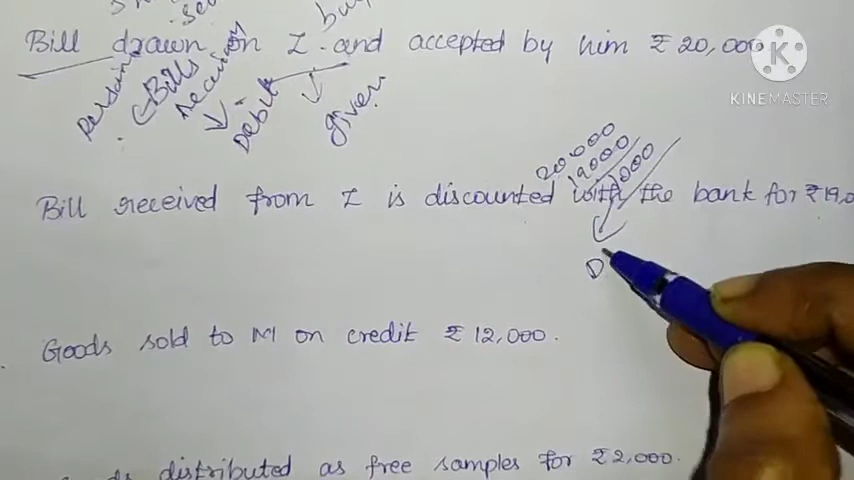 Bill drawn on Z. and accepted by him ₹ 20,000
K
KINEMASTER
Bills
Debit
given
20000
19000
1000
Bill received from Z is discounted with the bank for ₹ 19,0
D
Goods sold to M on credit ₹ 12,000.
distributed as free samples for ₹ 2,000.